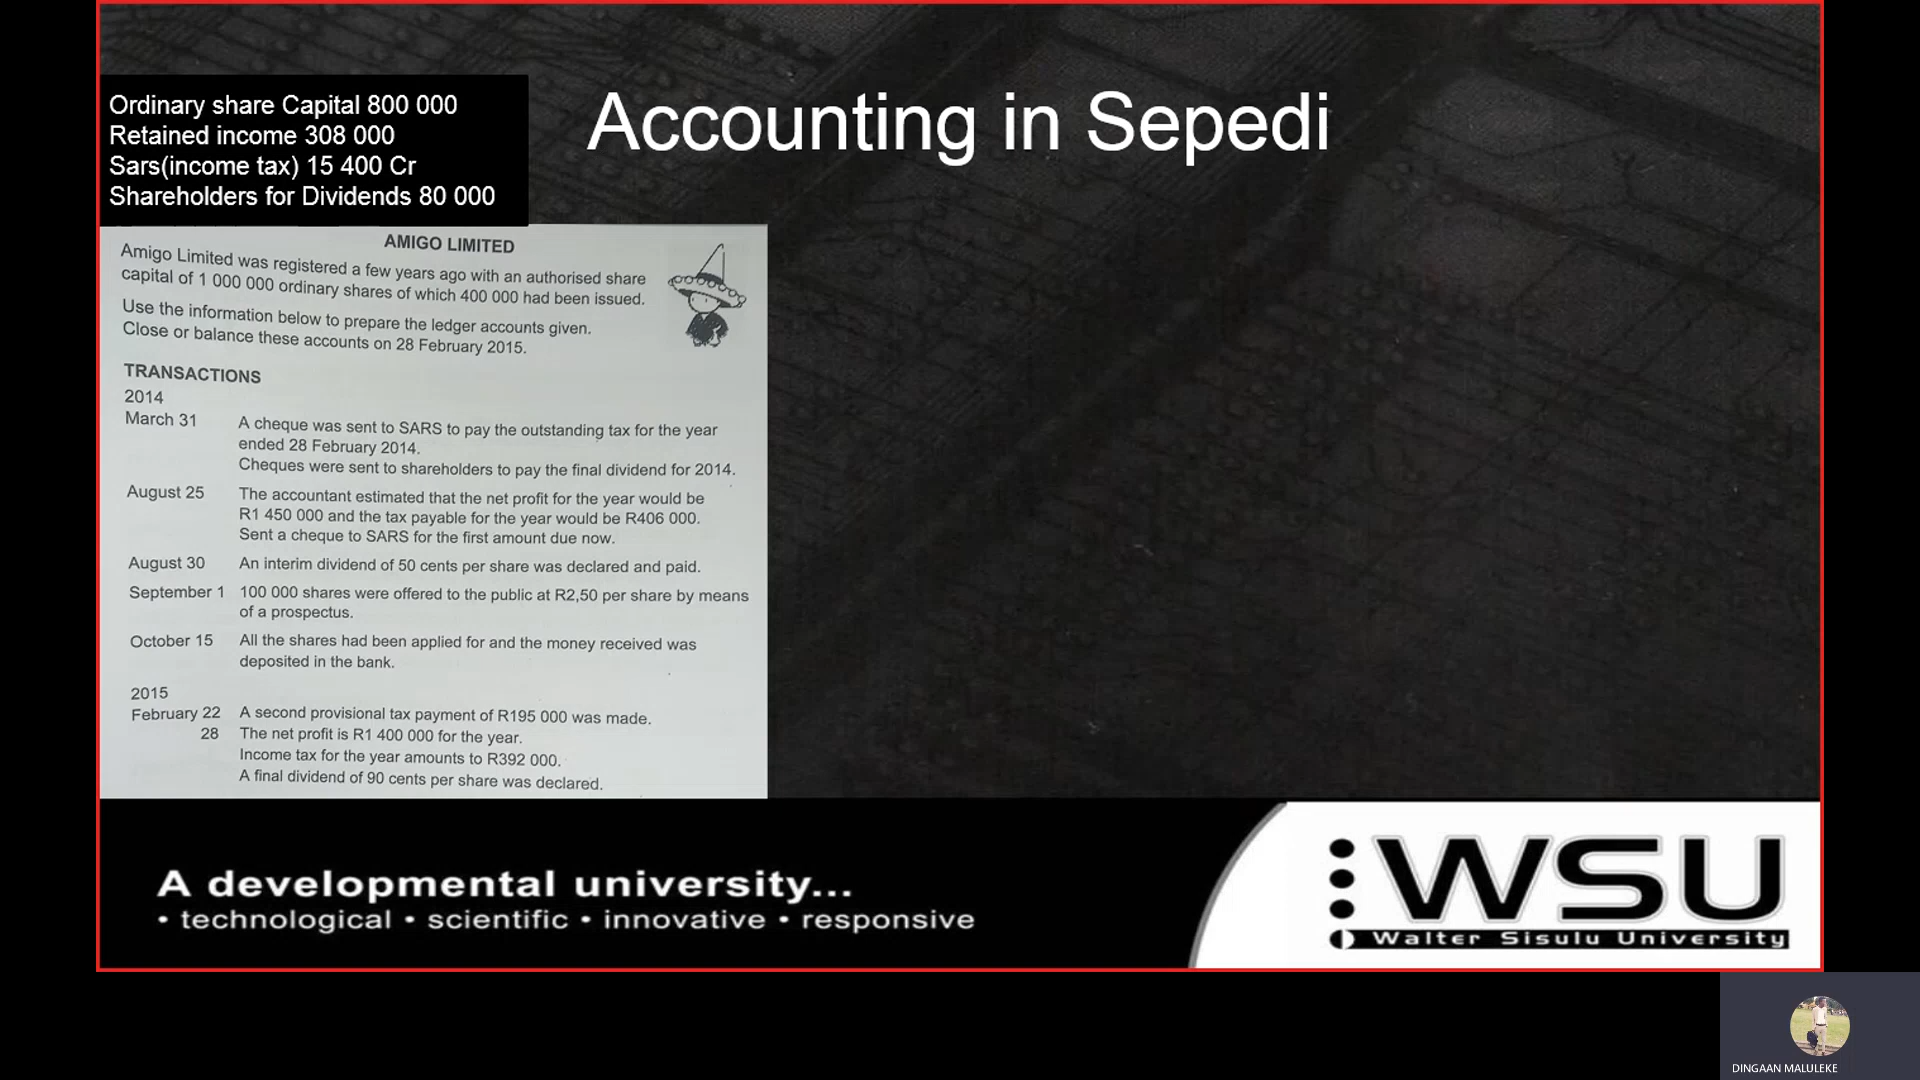 Ordinary share Capital 800 000
Retained income 308 000
Sars(income tax) 15 400 Cr
Shareholders for Dividends 80 000
Accounting in Sepedi
AMIGO LIMITED
Amigo Limited was registered a few years ago with an authorised share
capital of 1 000 000 ordinary shares of which 400 000 had been issued.
Use the information below to prepare the ledger accounts given.
Close or balance these accounts on 28 February 2015.
TRANSACTIONS
2014
March 31 A cheque was sent to SARS to pay the outstanding tax for the year
ended 28 February 2014.
Cheques were sent to shareholders to pay the final dividend for 2014.
August 25 The accountant estimated that the net profit for the year would be
R1 450 000 and the tax payable for the year would be R406 000.
Sent a cheque to SARS for the first amount due now.
August 30 An interim dividend of 50 cents per share was declared and paid.
September 1 100 000 shares were offered to the public at R2,50 per share by means
of a prospectus.
October 15 All the shares had been applied for and the money received was
deposited in the bank.
2015
February 22 A second provisional tax payment of R195 000 was made.
28 The net profit is R1 400 000 for the year.
Income tax for the year amounts to R392 000.
A final dividend of 90 cents per share was declared.
A developmental university...
• technological • scientific • innovative • responsive
WSU
Walter Sisulu University
DINGAAN MALULEKE